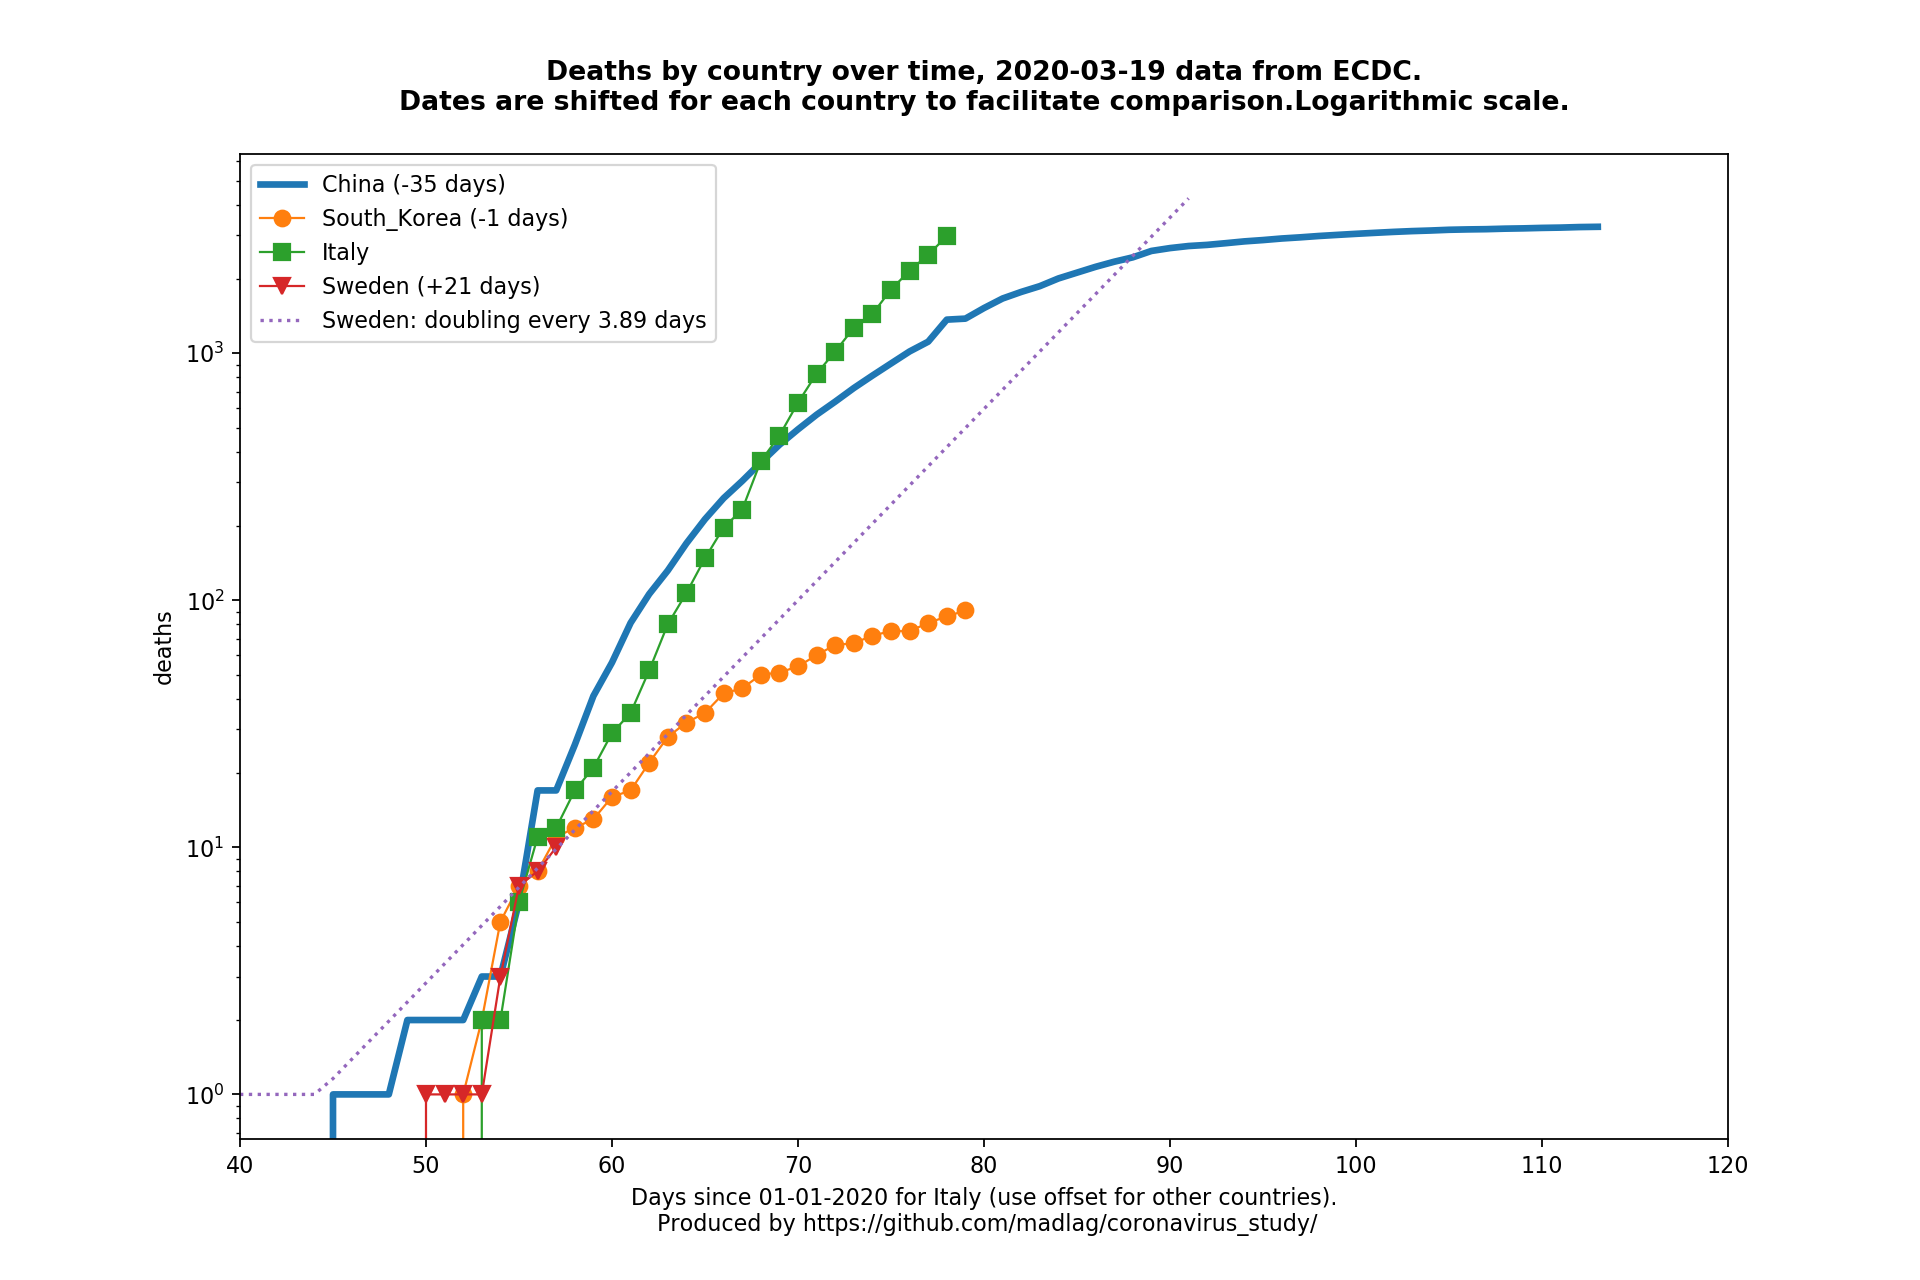 Deaths by country over time, 2020-03-19 data from ECDC.
Dates are shifted for each country to facilitate comparison.Logarithmic scale.
China (-35 days)
South_Korea (-1 days)
Italy
Sweden (+21 days)
Sweden: doubling every 3.89 days
10³
10²
10¹
10⁰
deaths
40 50 60 70 80 90 100 110 120
Days since 01-01-2020 for Italy (use offset for other countries).
Produced by https://github.com/madlag/coronavirus_study/